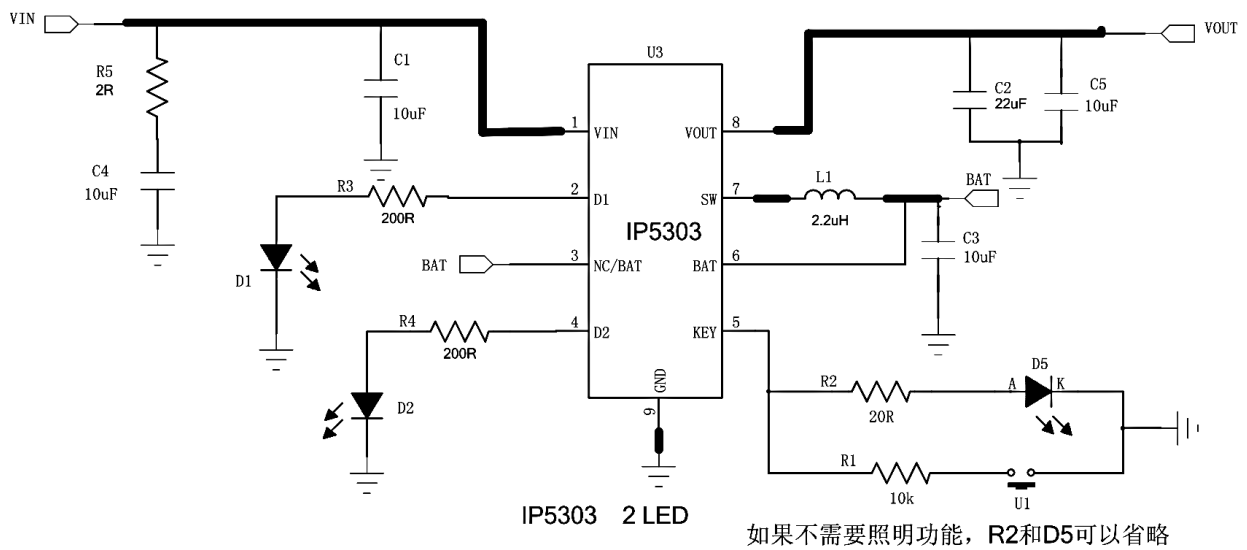 VIN
VOUT
R5
2R
C1
10uF
U3
C2
22uF
C5
10uF
1
VIN
VOUT
8
C4
10uF
R3
200R
2
D1
SW
7
L1
2.2uH
BAT
IP5303
D1
BAT
3
NC/BAT
BAT
6
C3
10uF
R4
200R
4
D2
KEY
5
D2
GND
9
R2
20R
A
D5
K
R1
10k
U1
IP5303 2 LED
如果不需要照明功能，R2和D5可以省略